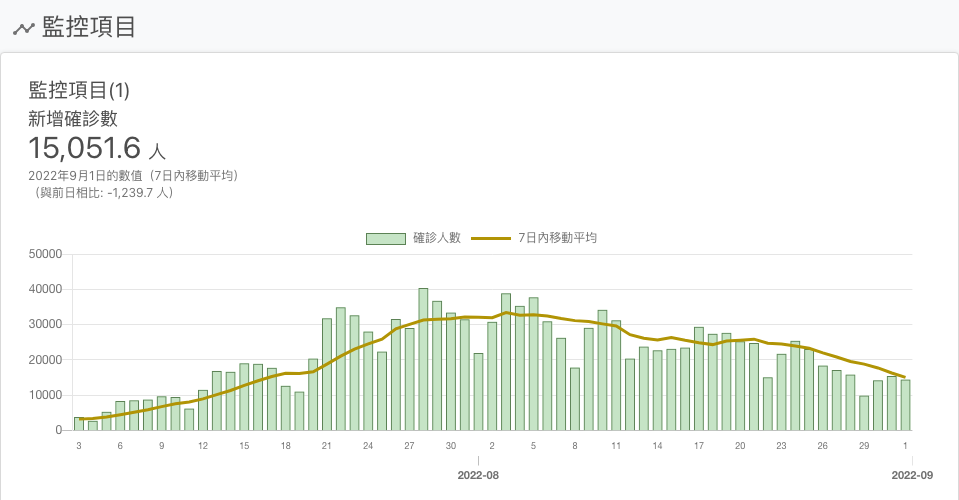 監控項目
監控項目(1)
新增確診數
15,051.6 人
2022年9月1日的數值（7日內移動平均）
（與前日相比: -1,239.7 人）
確診人數 7日內移動平均
50000
40000
30000
20000
10000
0
3 6 9 12 15 18 21 24 27 30 2 5 8 11 14 17 20 23 26 29 1
2022-08 2022-09